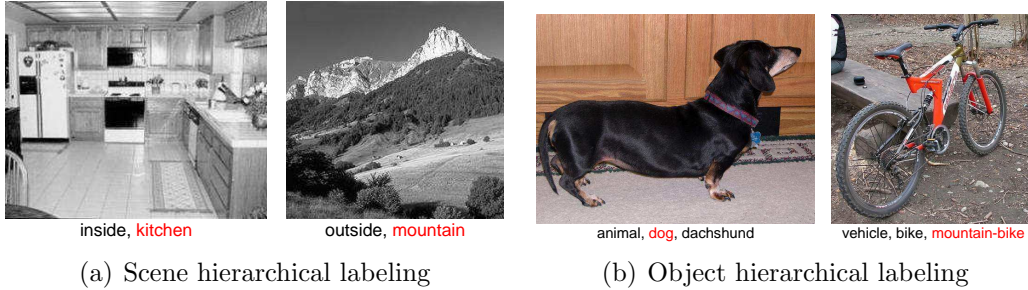 inside, kitchen
outside, mountain
animal, dog, dachshund
vehicle, bike, mountain-bike
(a) Scene hierarchical labeling
(b) Object hierarchical labeling